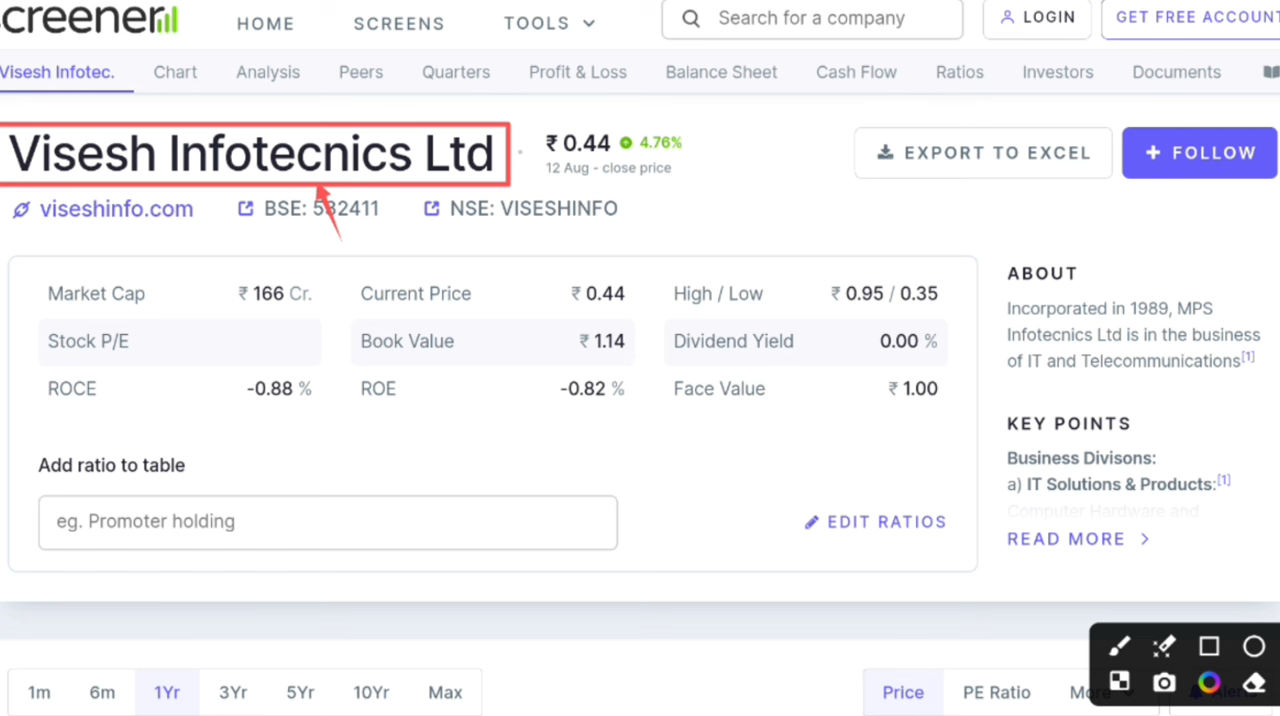 creener
HOME SCREENS TOOLS Search for a company LOGIN GET FREE ACCOUNT
Visesh Infotec. Chart Analysis Peers Quarters Profit & Loss Balance Sheet Cash Flow Ratios Investors Documents
Visesh Infotecnics Ltd ₹ 0.44 4.76%
12 Aug - close price
EXPORT TO EXCEL + FOLLOW
viseshinfo.com BSE: 532411 NSE: VISESHINFO
Market Cap ₹ 166 Cr. Current Price ₹ 0.44 High / Low ₹ 0.95 / 0.35
Stock P/E Book Value ₹ 1.14 Dividend Yield 0.00 %
ROCE -0.88 % ROE -0.82 % Face Value ₹ 1.00
Add ratio to table
eg. Promoter holding
EDIT RATIOS
ABOUT
Incorporated in 1989, MPS
Infotecnics Ltd is in the business
of IT and Telecommunications[1]
KEY POINTS
Business Divisons:
a) IT Solutions & Products:[1]
Computer Hardware and
READ MORE
1m 6m 1Yr 3Yr 5Yr 10Yr Max Price PE Ratio More Alerts